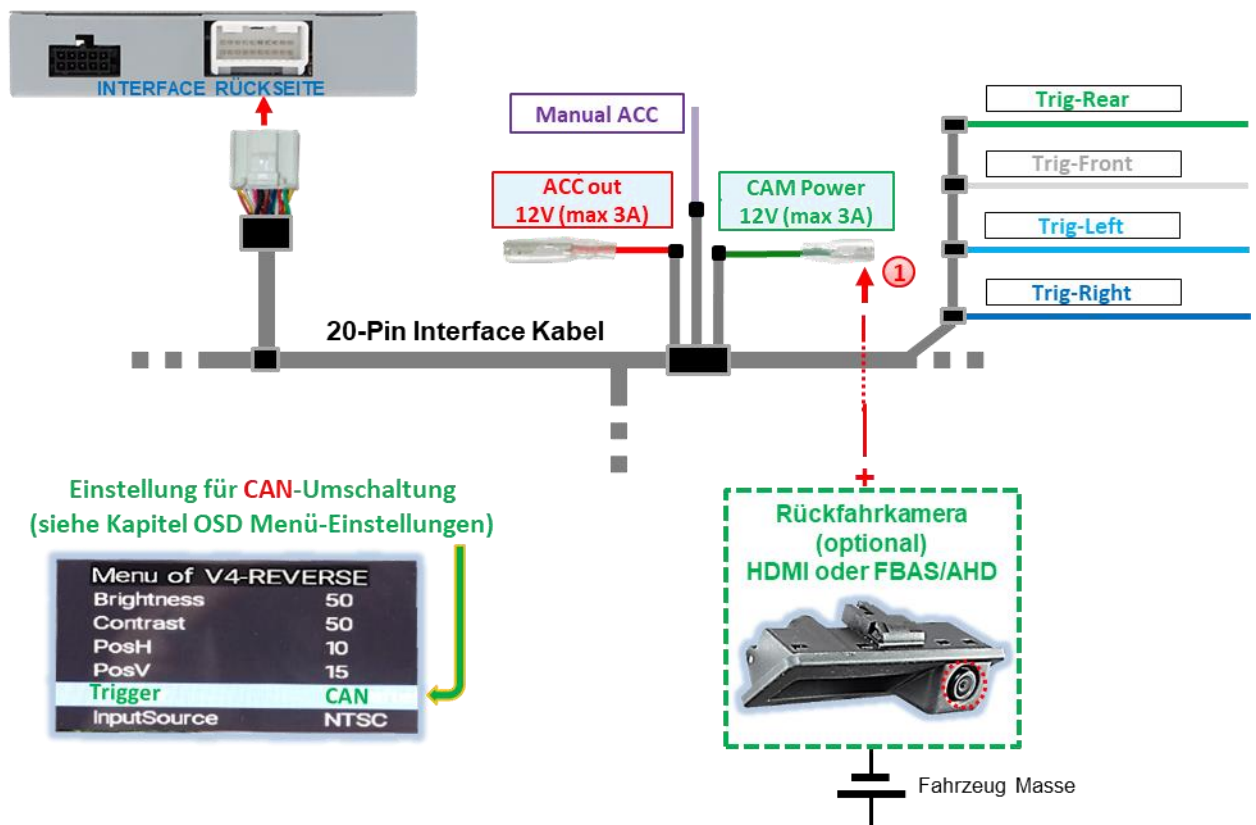 INTERFACE RÜCKSEITE
Manual ACC
ACC out
12V (max 3A)
CAM Power
12V (max 3A)
1
Trig-Rear
Trig-Front
Trig-Left
Trig-Right
20-Pin Interface Kabel
Einstellung für CAN-Umschaltung
(siehe Kapitel OSD Menü-Einstellungen)
Menu of V4-REVERSE
Brightness 50
Contrast 50
PosH 10
PosV 15
Trigger CAN
InputSource NTSC
+
Rückfahrkamera
(optional)
HDMI oder FBAS/AHD
Fahrzeug Masse